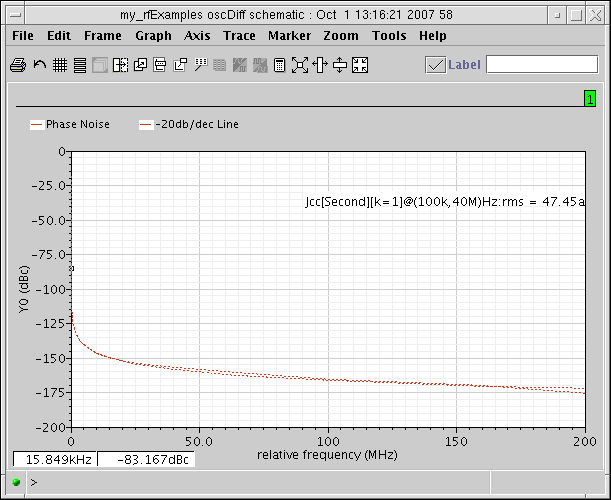 my_rfExamples oscDiff schematic : Oct 1 13:16:21 2007 58
File Edit Frame Graph Axis Trace Marker Zoom Tools Help
Label
1
Phase Noise -20db/dec Line
Jcc[Second][k=1]@(100k,40M)Hz:rms = 47.45a
Y0 (dBc)
0
-25.0
-50.0
-75.0
-100
-125
-150
-175
-200
0 50.0 100 150 200
relative frequency (MHz)
15.849kHz -83.167dBc
>